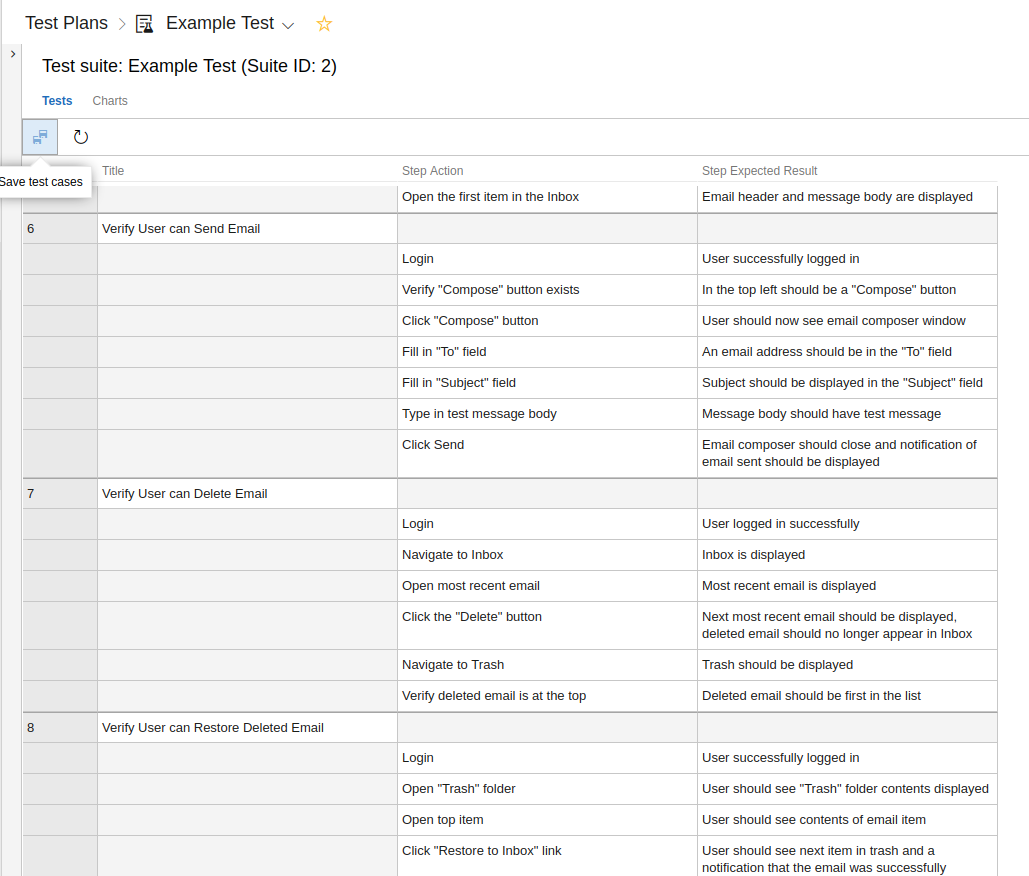 Test Plans > Example Test
Test suite: Example Test (Suite ID: 2)
Tests Charts
Save test cases
Title Step Action Step Expected Result
Open the first item in the Inbox Email header and message body are displayed
6 Verify User can Send Email
Login User successfully logged in
Verify "Compose" button exists In the top left should be a "Compose" button
Click "Compose" button User should now see email composer window
Fill in "To" field An email address should be in the "To" field
Fill in "Subject" field Subject should be displayed in the "Subject" field
Type in test message body Message body should have test message
Click Send Email composer should close and notification of
email sent should be displayed
7 Verify User can Delete Email
Login User logged in successfully
Navigate to Inbox Inbox is displayed
Open most recent email Most recent email is displayed
Click the "Delete" button Next most recent email should be displayed,
deleted email should no longer appear in Inbox
Navigate to Trash Trash should be displayed
Verify deleted email is at the top Deleted email should be first in the list
8 Verify User can Restore Deleted Email
Login User successfully logged in
Open "Trash" folder User should see "Trash" folder contents displayed
Open top item User should see contents of email item
Click "Restore to Inbox" link User should see next item in trash and a
notification that the email was successfully